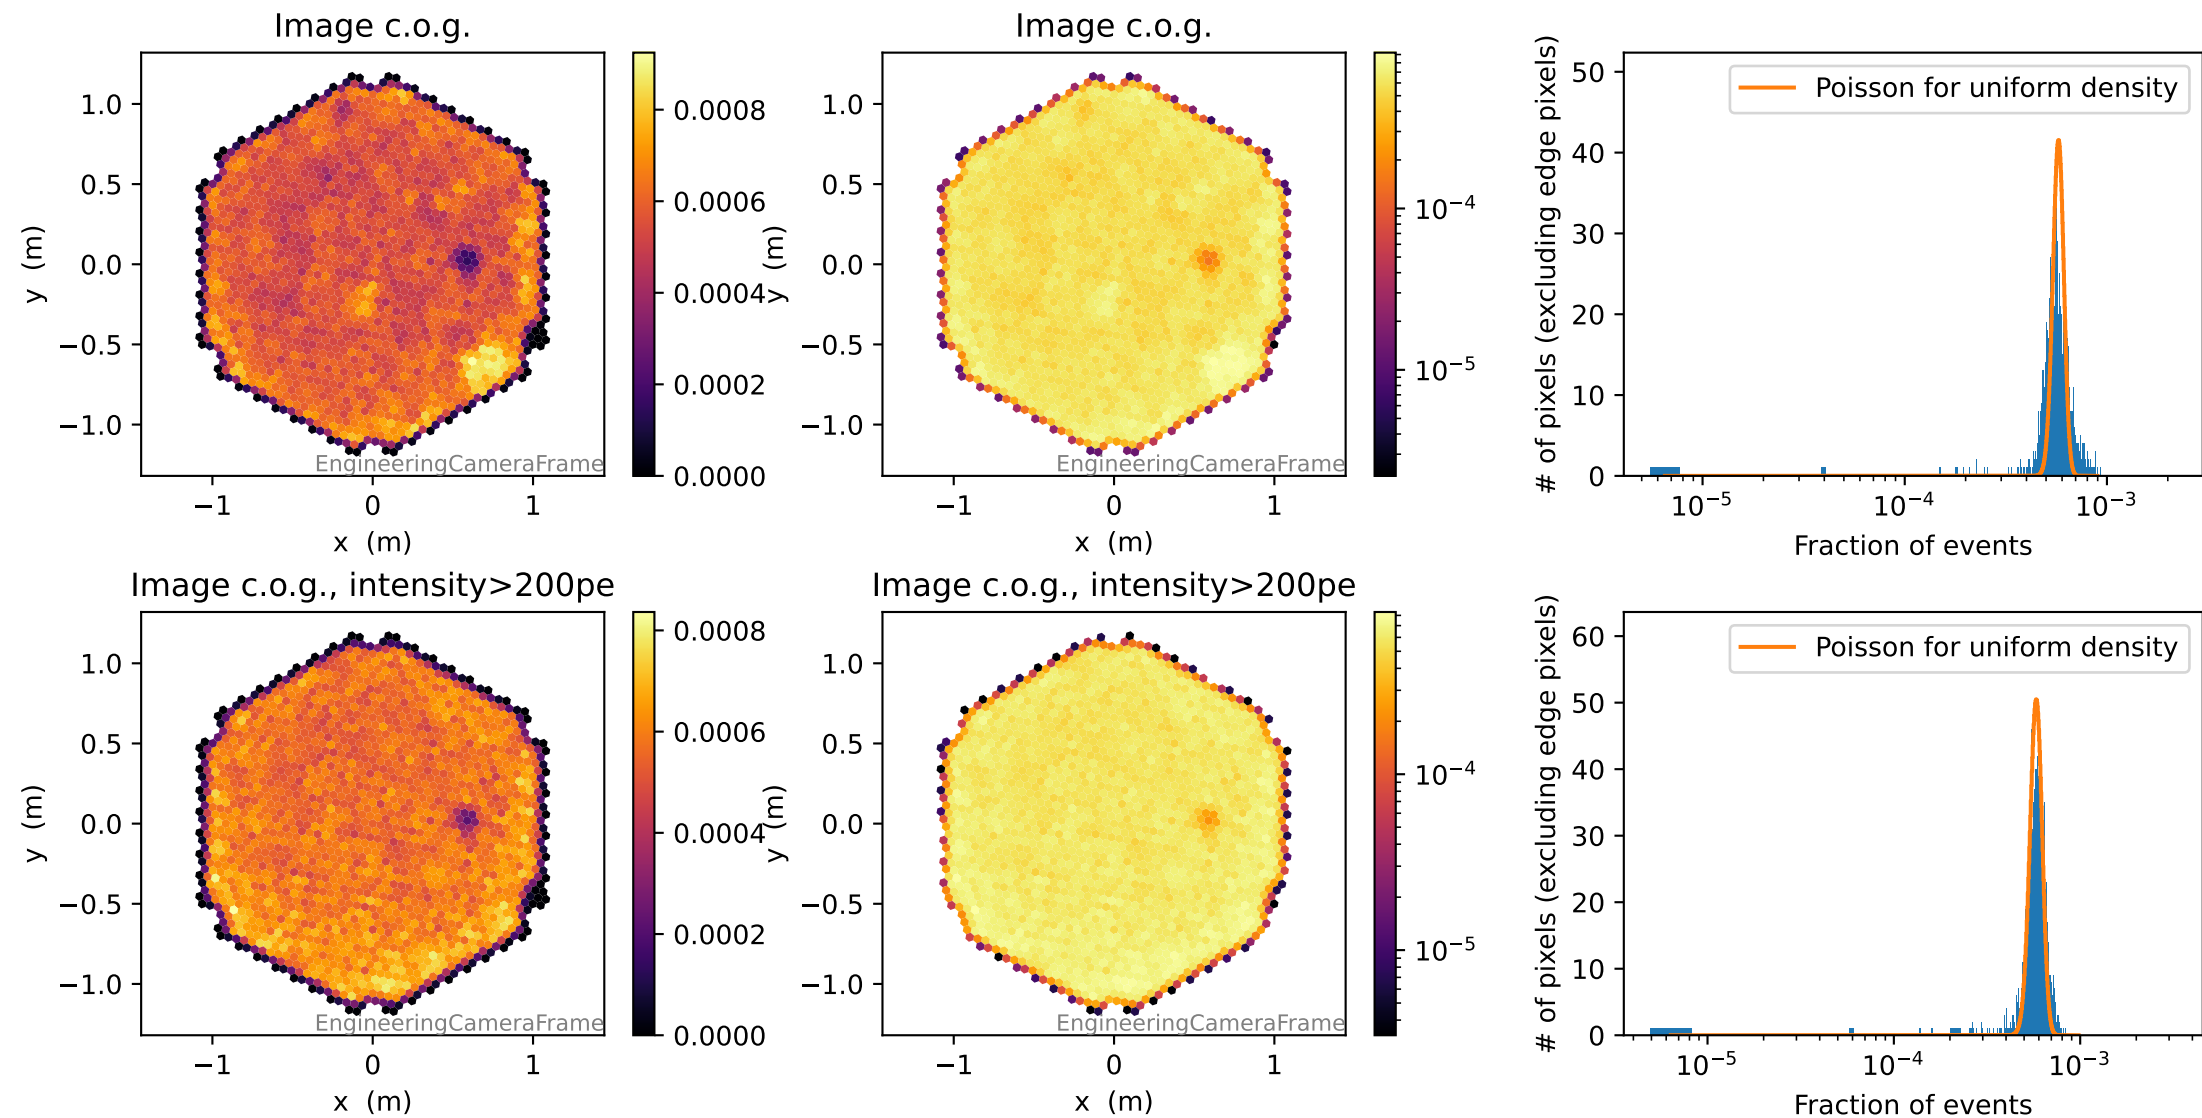 Image c.o.g.
1.0
0.5
0.0
−0.5
−1.0
y (m)
−1
0
1
x (m)
EngineeringCameraFrame
0.0008
0.0006
0.0004
0.0002
0.0000
Image c.o.g.
1.0
0.5
0.0
−0.5
−1.0
y (m)
−1
0
1
x (m)
EngineeringCameraFrame
10⁻⁴
10⁻⁵
Poisson for uniform density
50
40
30
20
10
0
# of pixels (excluding edge pixels)
10⁻⁵
10⁻⁴
10⁻³
Fraction of events
Image c.o.g., intensity>200pe
1.0
0.5
0.0
−0.5
−1.0
y (m)
−1
0
1
x (m)
EngineeringCameraFrame
0.0008
0.0006
0.0004
0.0002
0.0000
Image c.o.g., intensity>200pe
1.0
0.5
0.0
−0.5
−1.0
y (m)
−1
0
1
x (m)
EngineeringCameraFrame
10⁻⁴
10⁻⁵
Poisson for uniform density
60
50
40
30
20
10
0
# of pixels (excluding edge pixels)
10⁻⁵
10⁻⁴
10⁻³
Fraction of events